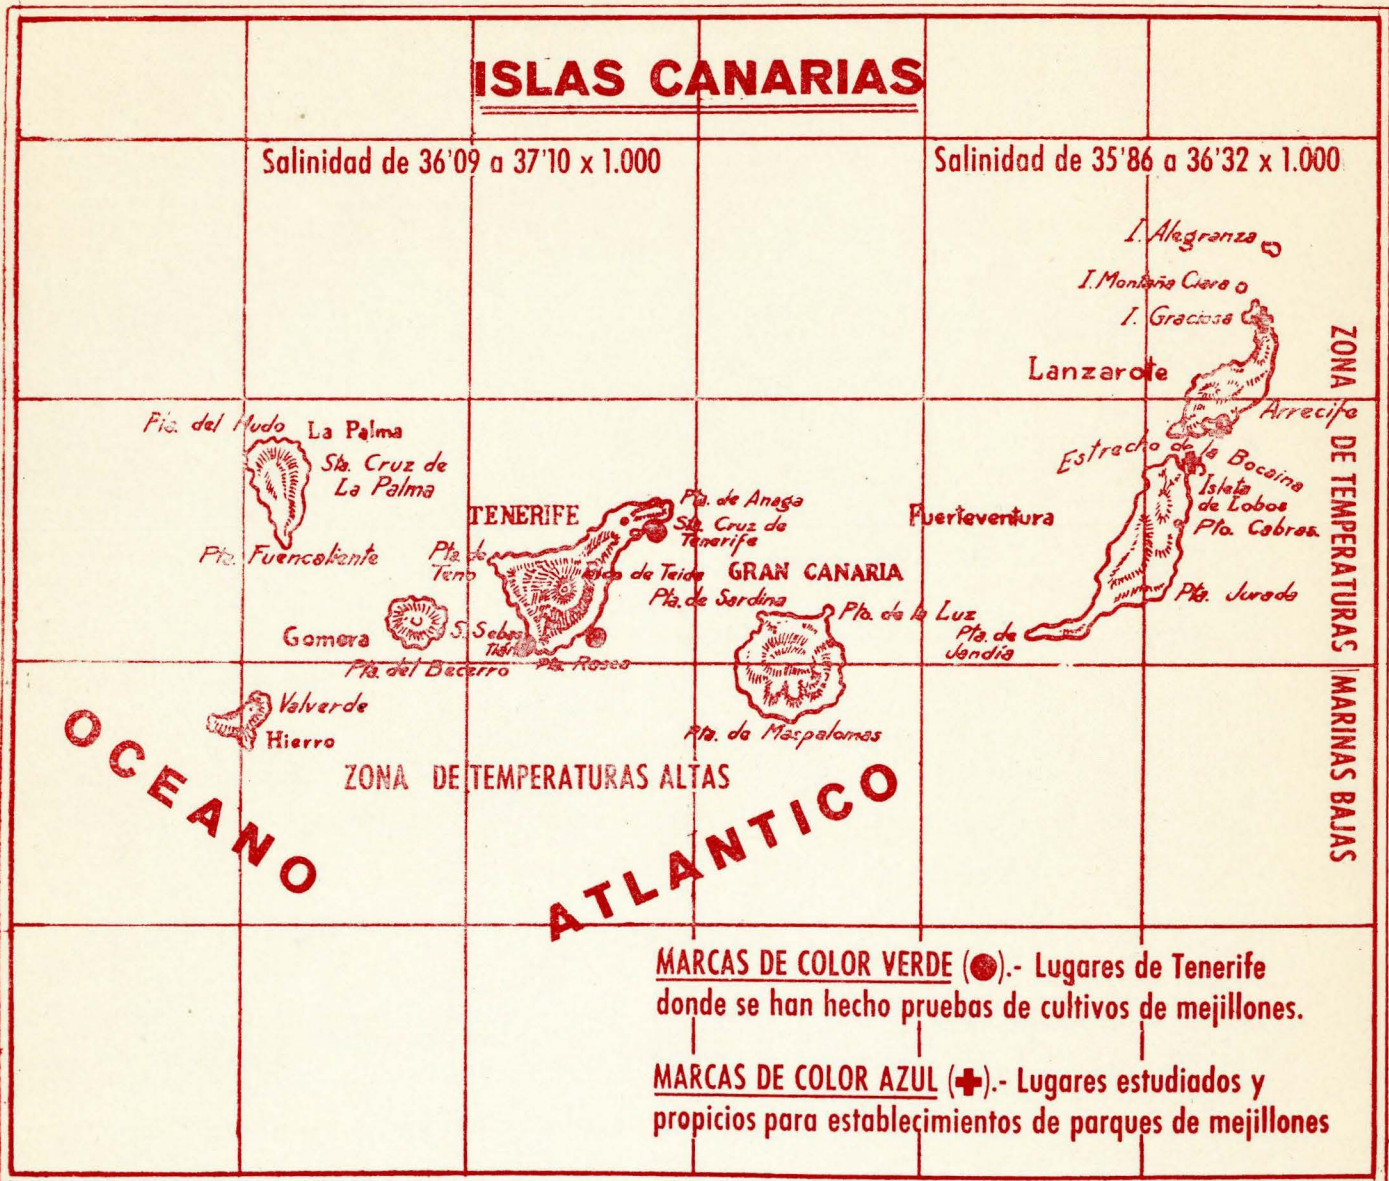 ISLAS CANARIAS
Salinidad de 36'09 a 37'10 x 1.000
Salinidad de 35'86 a 36'32 x 1.000
I. Alegranza
I. Montaña Clara
I. Graciosa
Lanzarote
Arrecife
Estrecho de la Bocaina
Isleta
de Lobos
Pto. Cabras
Fuerteventura
Pta. Jurada
Pta. de
Jandia
ZONA DE TEMPERATURAS MARINAS BAJAS
Pta. del Mudo
La Palma
Sta. Cruz de
La Palma
Pta. Fuencaliente
TENERIFE
Pta. de Anaga
Sta. Cruz de
Tenerife
Pta. de
Teno
Pico de Teide
GRAN CANARIA
Pta. de Sardina
Pta. de la Luz
Gomera
S. Sebas
tian
Pta. Rosca
Pta. del Becerro
Valverde
Hierro
Pta. de Maspalomas
ZONA DE TEMPERATURAS ALTAS
OCEANO
ATLANTICO
MARCAS DE COLOR VERDE (●).- Lugares de Tenerife
donde se han hecho pruebas de cultivos de mejillones.
MARCAS DE COLOR AZUL (✚).- Lugares estudiados y
propicios para establecimientos de parques de mejillones